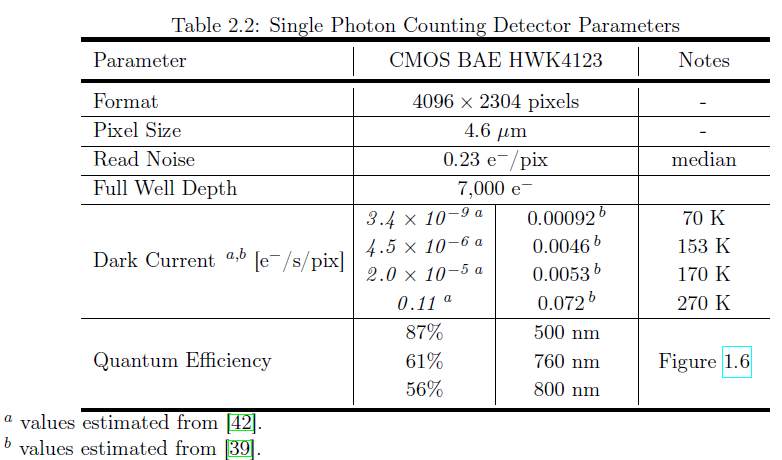 Table 2.2: Single Photon Counting Detector Parameters
Parameter CMOS BAE HWK4123 Notes
Format 4096 × 2304 pixels -
Pixel Size 4.6 μm -
Read Noise 0.23 e⁻/pix median
Full Well Depth 7,000 e⁻
3.4 × 10⁻⁹ ᵃ 0.00092 ᵇ 70 K
4.5 × 10⁻⁶ ᵃ 0.0046 ᵇ 153 K
Dark Current ᵃ,ᵇ [e⁻/s/pix]
2.0 × 10⁻⁵ ᵃ 0.0053 ᵇ 170 K
0.11 ᵃ 0.072 ᵇ 270 K
87% 500 nm
Quantum Efficiency 61% 760 nm Figure 1.6
56% 800 nm
ᵃ values estimated from [42].
ᵇ values estimated from [39].